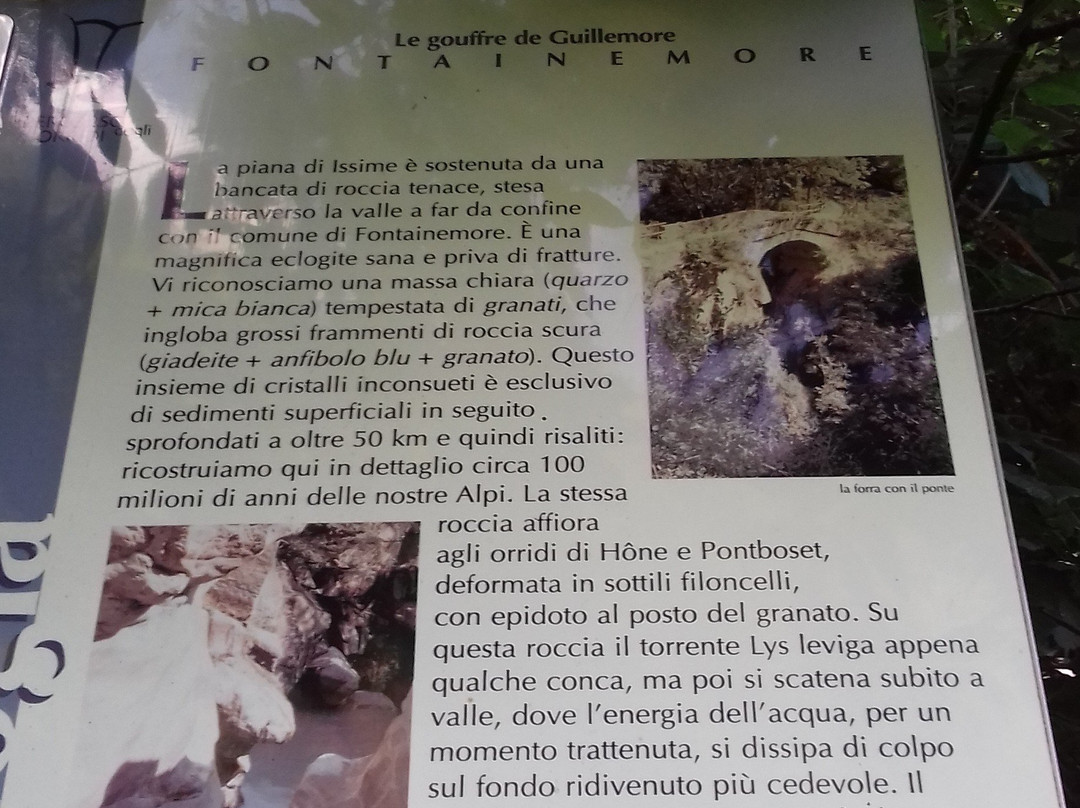 Le gouffre de Guillemore
FONTAINEMORE
La piana di Issime è sostenuta da una
bancata di roccia tenace, stesa
attraverso la valle a far da confine
con il comune di Fontainemore. È una
magnifica eclogite sana e priva di fratture.
Vi riconosciamo una massa chiara (quarzo
+ mica bianca) tempestata di granati, che
ingloba grossi frammenti di roccia scura
(giadeite + anfibolo blu + granato). Questo
insieme di cristalli inconsueti è esclusivo
di sedimenti superficiali in seguito
sprofondati a oltre 50 km e quindi risaliti:
ricostruiamo qui in dettaglio circa 100
milioni di anni delle nostre Alpi. La stessa
la forra con il ponte
roccia affiora
agli orridi di Hône e Pontboset,
deformata in sottili filoncelli,
con epidoto al posto del granato. Su
questa roccia il torrente Lys leviga appena
qualche conca, ma poi si scatena subito a
valle, dove l'energia dell'acqua, per un
momento trattenuta, si dissipa di colpo
sul fondo ridivenuto più cedevole. Il